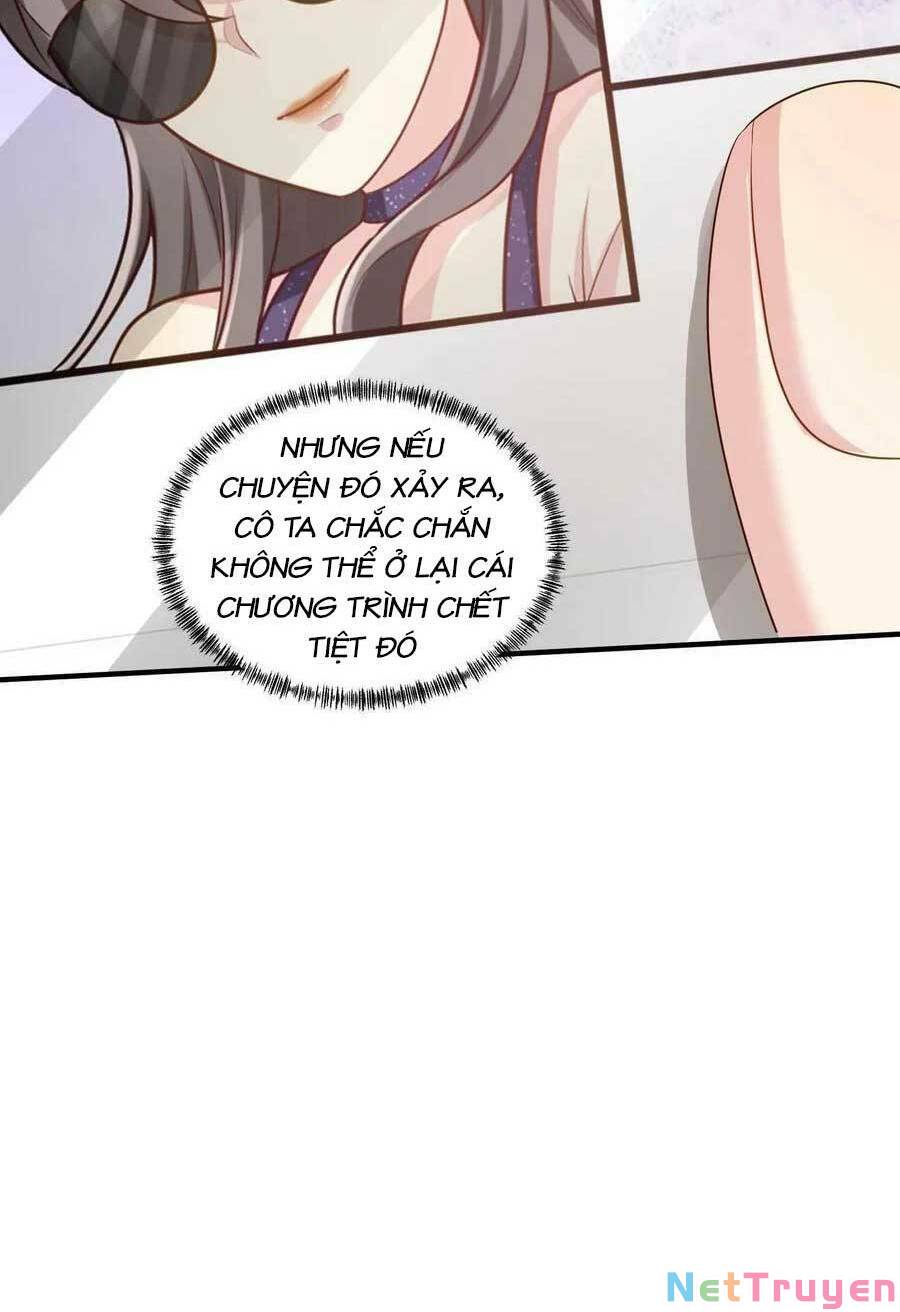 NHƯNG NẾU
CHUYỆN ĐÓ XẢY RA,
CÔ TA CHẮC CHẮN
KHÔNG THỂ Ở LẠI CÁI
CHƯƠNG TRÌNH CHẾT
TIỆT ĐÓ
NetTruyen